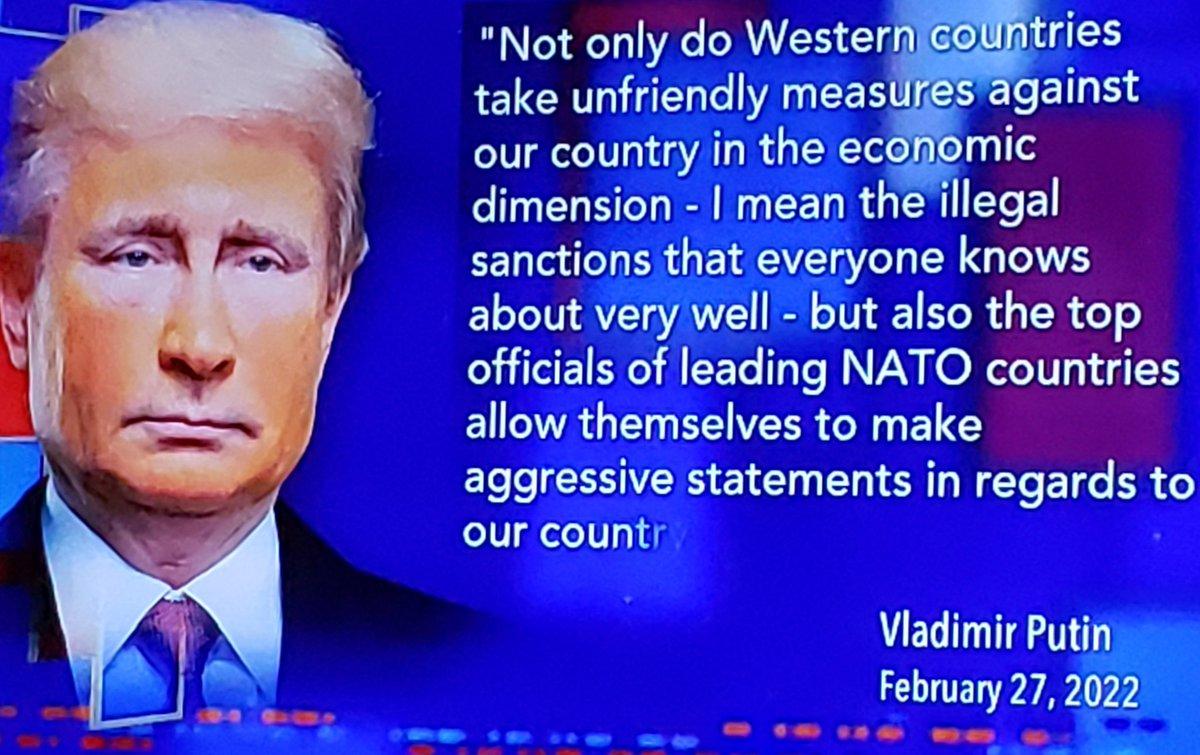 "Not only do Western countries
take unfriendly measures against
our country in the economic
dimension - I mean the illegal
sanctions that everyone knows
about very well - but also the top
officials of leading NATO countries
allow themselves to make
aggressive statements in regards to
our countr
Vladimir Putin
February 27, 2022